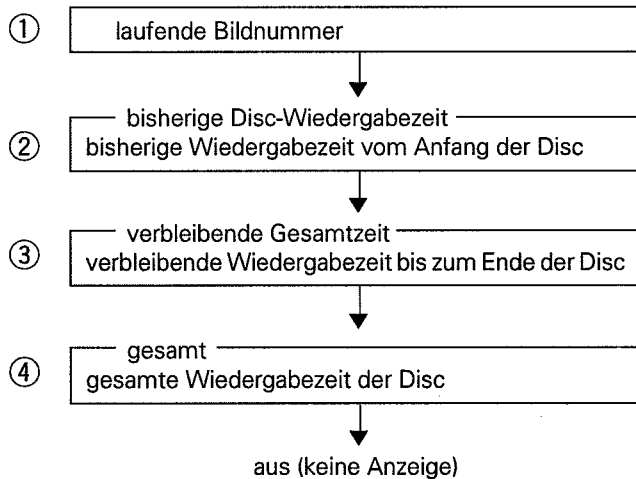 ① laufende Bildnummer
bisherige Disc-Wiedergabezeit
② bisherige Wiedergabezeit vom Anfang der Disc
verbleibende Gesamtzeit
③ verbleibende Wiedergabezeit bis zum Ende der Disc
gesamt
④ gesamte Wiedergabezeit der Disc
aus (keine Anzeige)